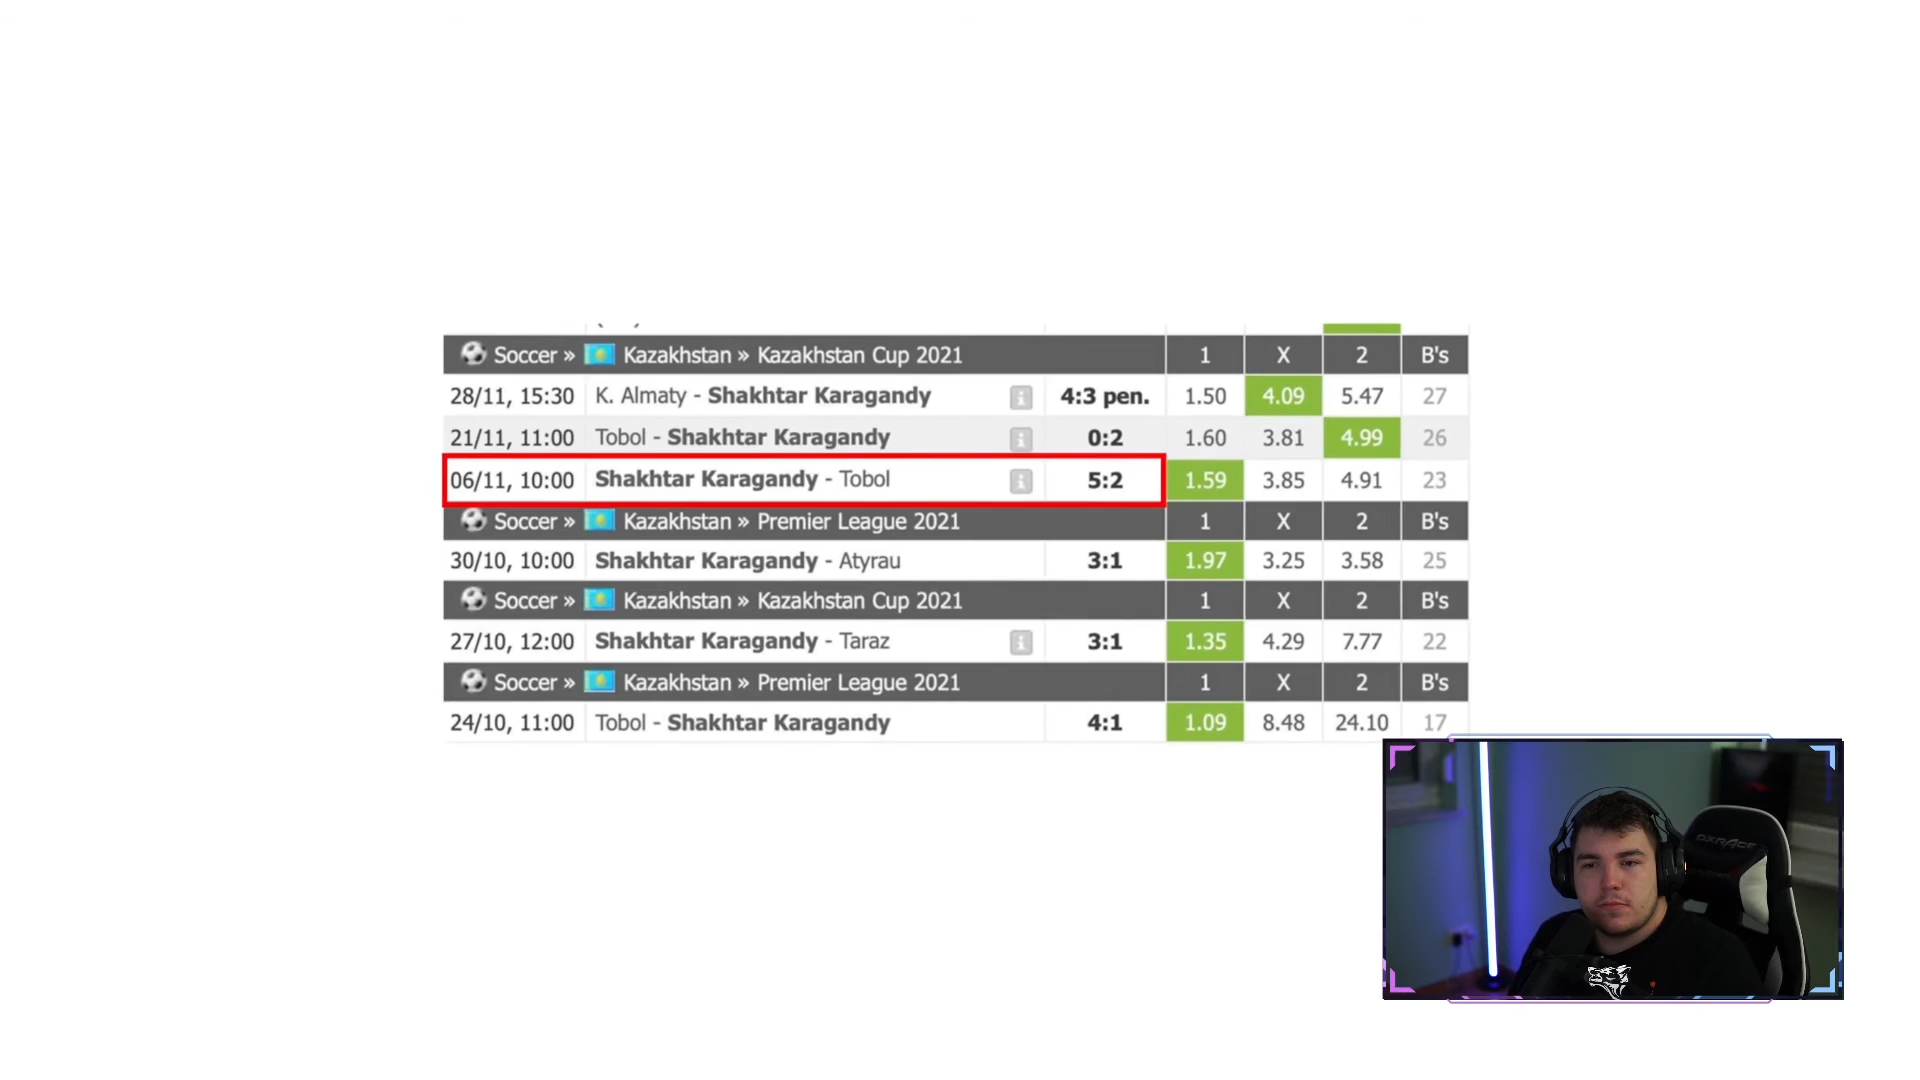 Soccer » Kazakhstan » Kazakhstan Cup 2021 1 X 2 B's
28/11, 15:30 K. Almaty - Shakhtar Karagandy 4:3 pen. 1.50 4.09 5.47 27
21/11, 11:00 Tobol - Shakhtar Karagandy 0:2 1.60 3.81 4.99 26
06/11, 10:00 Shakhtar Karagandy - Tobol 5:2 1.59 3.85 4.91 23
Soccer » Kazakhstan » Premier League 2021 1 X 2 B's
30/10, 10:00 Shakhtar Karagandy - Atyrau 3:1 1.97 3.25 3.58 25
Soccer » Kazakhstan » Kazakhstan Cup 2021 1 X 2 B's
27/10, 12:00 Shakhtar Karagandy - Taraz 3:1 1.35 4.29 7.77 22
Soccer » Kazakhstan » Premier League 2021 1 X 2 B's
24/10, 11:00 Tobol - Shakhtar Karagandy 4:1 1.09 8.48 24.10 17